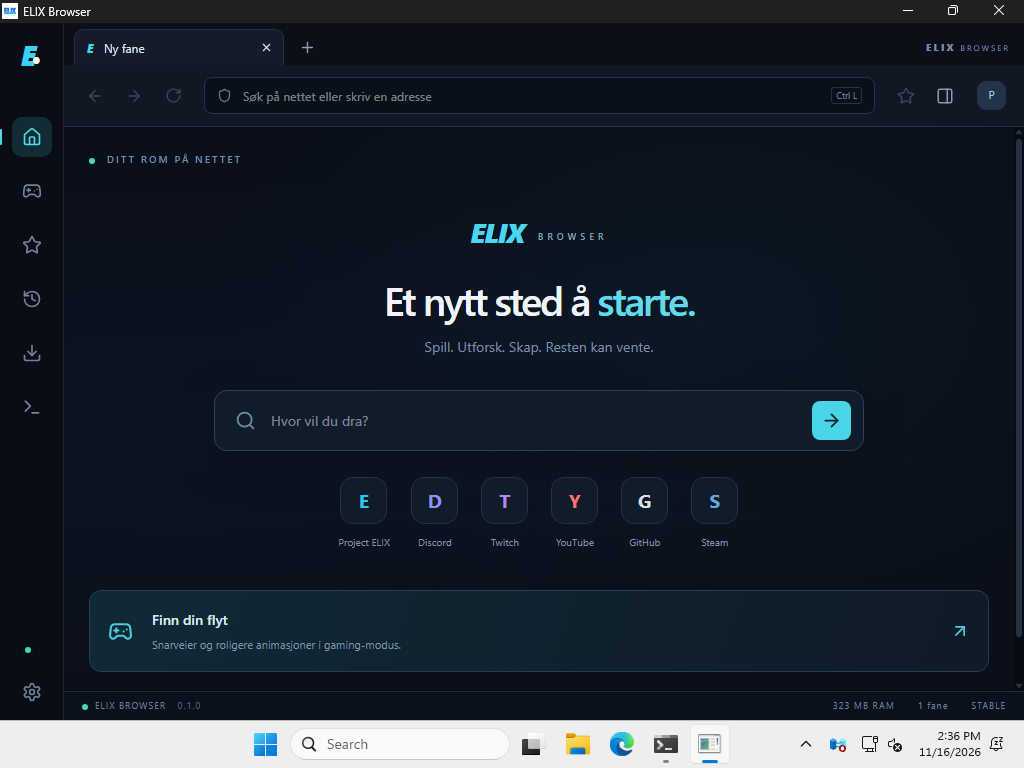 ELIX Browser
E
E Ny fane
ELIX BROWSER
Søk på nettet eller skriv en adresse
Ctrl L
P
DITT ROM PÅ NETTET
ELIX BROWSER
Et nytt sted å starte.
Spill. Utforsk. Skap. Resten kan vente.
Hvor vil du dra?
E D T Y G S
Project ELIX Discord Twitch YouTube GitHub Steam
Finn din flyt
Snarveier og roligere animasjoner i gaming-modus.
ELIX BROWSER 0.1.0
323 MB RAM 1 fane STABLE
Search
2:36 PM
11/16/2026